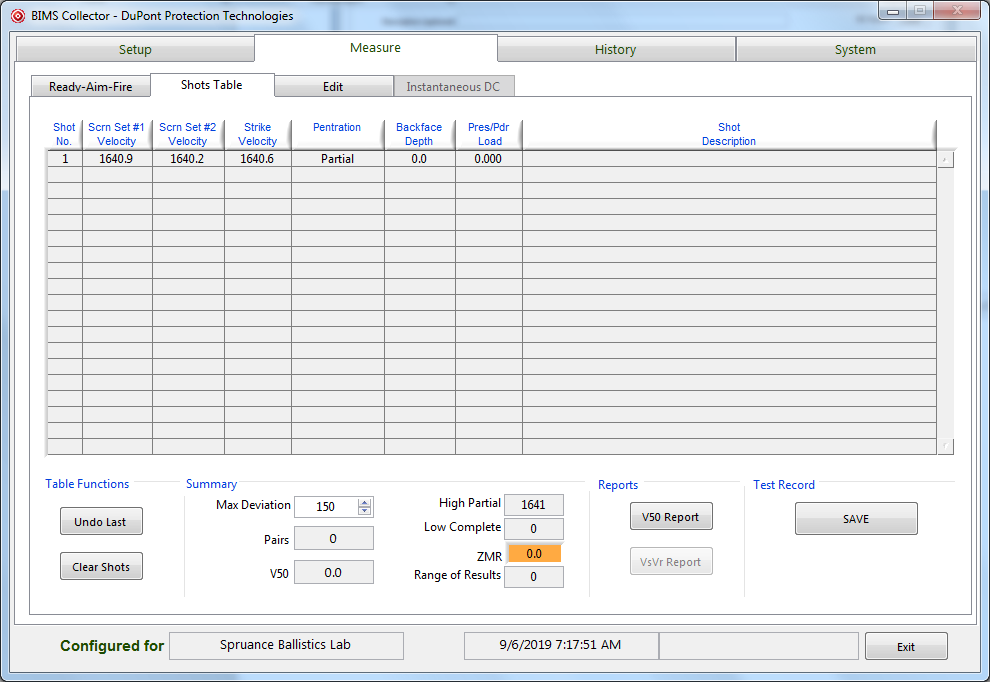 BIMS Collector - DuPont Protection Technologies
Setup Measure History System
Ready-Aim-Fire Shots Table Edit Instantaneous DC
Shot No. Scrn Set #1 Velocity Scrn Set #2 Velocity Strike Velocity Pentration Backface Depth Pres/Pdr Load Shot Description
1 1640.9 1640.2 1640.6 Partial 0.0 0.000
Table Functions
Undo Last
Clear Shots
Summary
Max Deviation 150
Pairs 0
V50 0.0
High Partial 1641
Low Complete 0
ZMR 0.0
Range of Results 0
Reports
V50 Report
VsVr Report
Test Record
SAVE
Configured for Spruance Ballistics Lab 9/6/2019 7:17:51 AM Exit